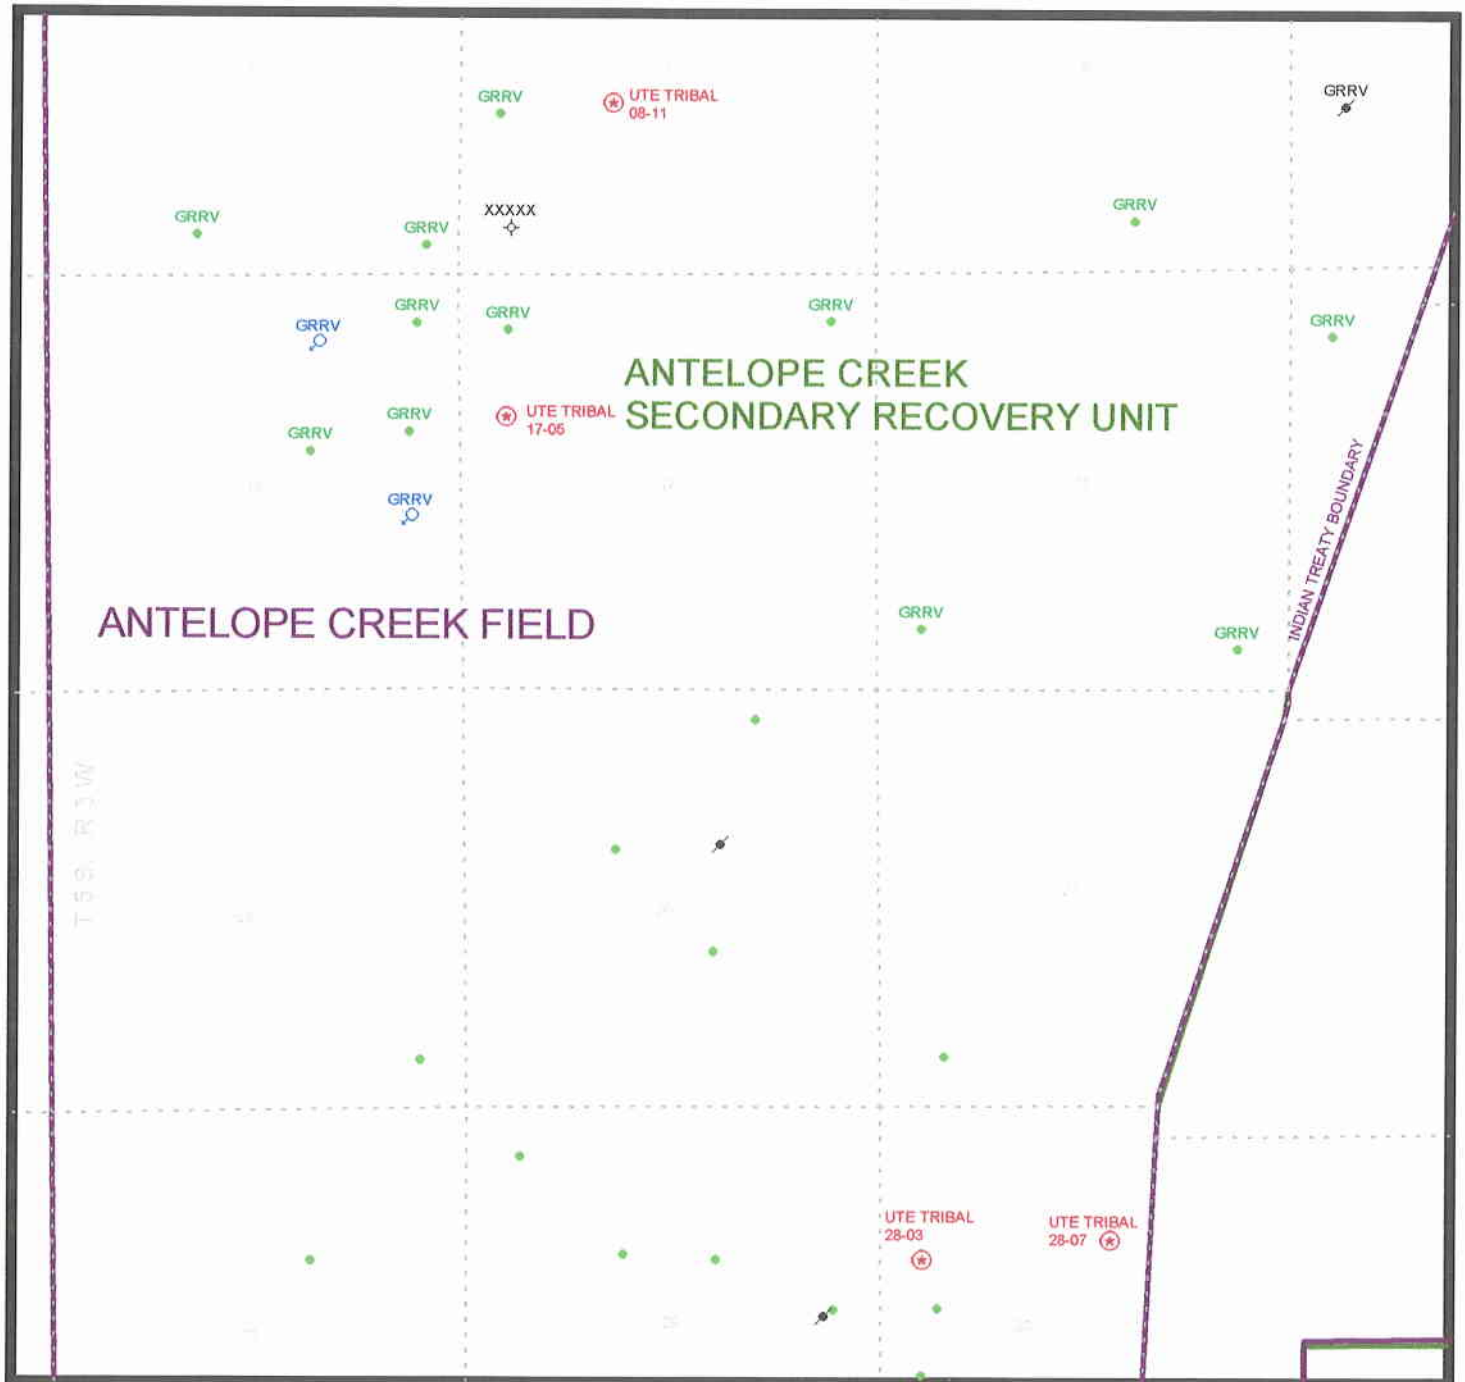 GRRV
UTE TRIBAL
08-11
GRRV
GRRV
GRRV
XXXXX
GRRV
GRRV
GRRV
GRRV
GRRV
GRRV
ANTELOPE CREEK
SECONDARY RECOVERY UNIT
GRRV
GRRV
UTE TRIBAL
17-05
GRRV
INDIAN TREATY BOUNDARY
ANTELOPE CREEK FIELD
GRRV
GRRV
T5S R3W
UTE TRIBAL
28-03
UTE TRIBAL
28-07